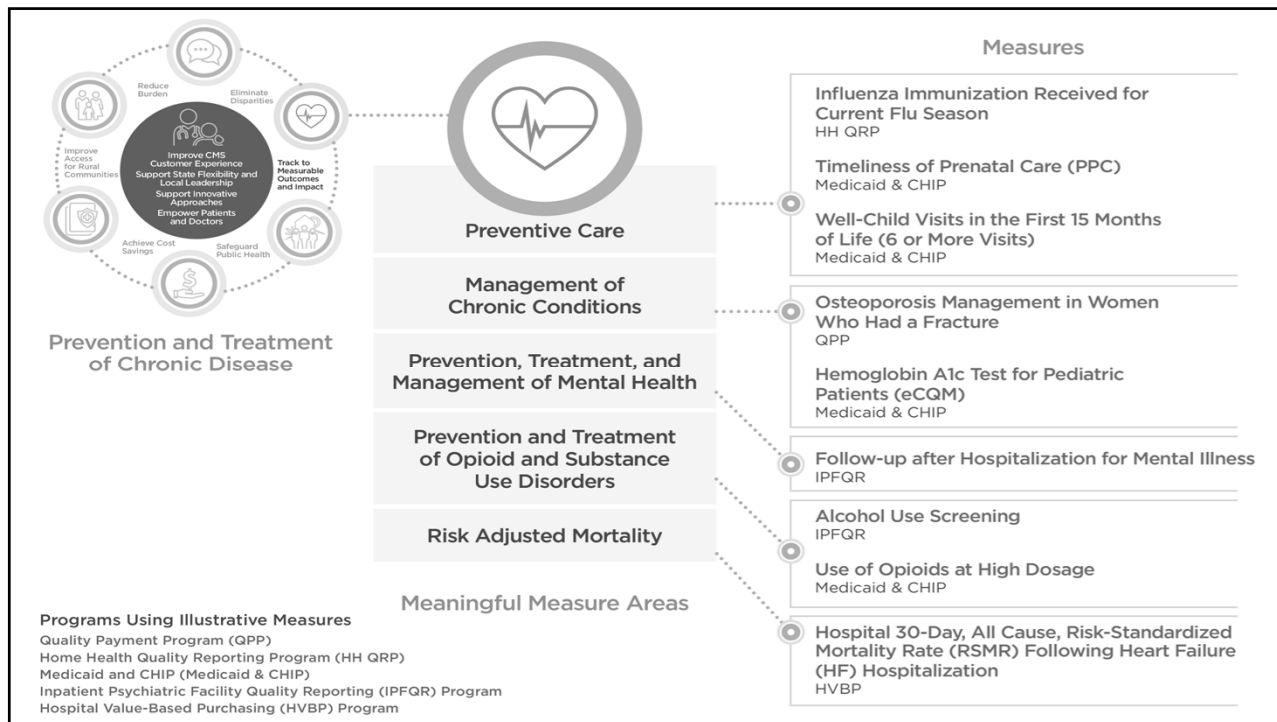 Reduce
Burden
Eliminate
Disparities
Improve
Access
for Rural
Communities
Improve CMS
Customer Experience
Support State Flexibility and
Local Leadership
Support Innovative
Approaches
Empower Patients
and Doctors
Track to
Measurable
Outcomes
and Impact
Achieve Cost
Savings
Safeguard
Public Health
$
Prevention and Treatment
of Chronic Disease
Preventive Care
Management of
Chronic Conditions
Prevention, Treatment, and
Management of Mental Health
Prevention and Treatment
of Opioid and Substance
Use Disorders
Risk Adjusted Mortality
Meaningful Measure Areas
Measures
Influenza Immunization Received for
Current Flu Season
HH QRP
Timeliness of Prenatal Care (PPC)
Medicaid & CHIP
Well-Child Visits in the First 15 Months
of Life (6 or More Visits)
Medicaid & CHIP
Osteoporosis Management in Women
Who Had a Fracture
QPP
Hemoglobin A1c Test for Pediatric
Patients (eCQM)
Medicaid & CHIP
Follow-up after Hospitalization for Mental Illness
IPFQR
Alcohol Use Screening
IPFQR
Use of Opioids at High Dosage
Medicaid & CHIP
Hospital 30-Day, All Cause, Risk-Standardized
Mortality Rate (RSMR) Following Heart Failure
(HF) Hospitalization
HVBP
Programs Using Illustrative Measures
Quality Payment Program (QPP)
Home Health Quality Reporting Program (HH QRP)
Medicaid and CHIP (Medicaid & CHIP)
Inpatient Psychiatric Facility Quality Reporting (IPFQR) Program
Hospital Value-Based Purchasing (HVBP) Program